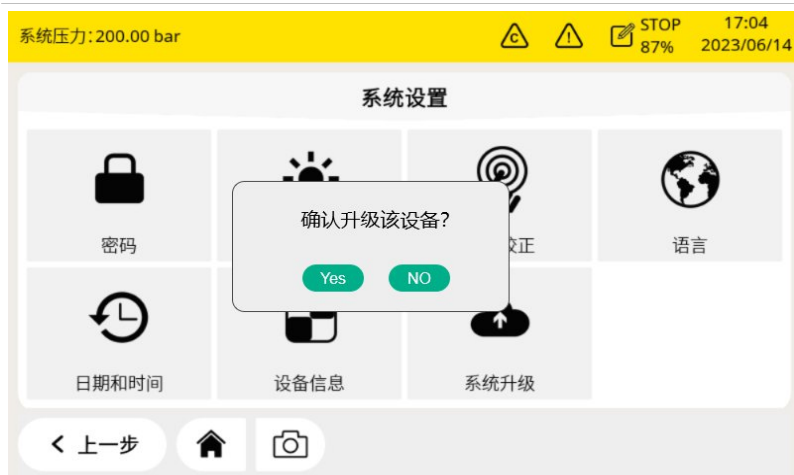 系统压力：200.00 bar
C
STOP
87%
17:04
2023/06/14
系统设置
确认升级该设备？
Yes
NO
密码
校正
语言
日期和时间
设备信息
系统升级
上一步